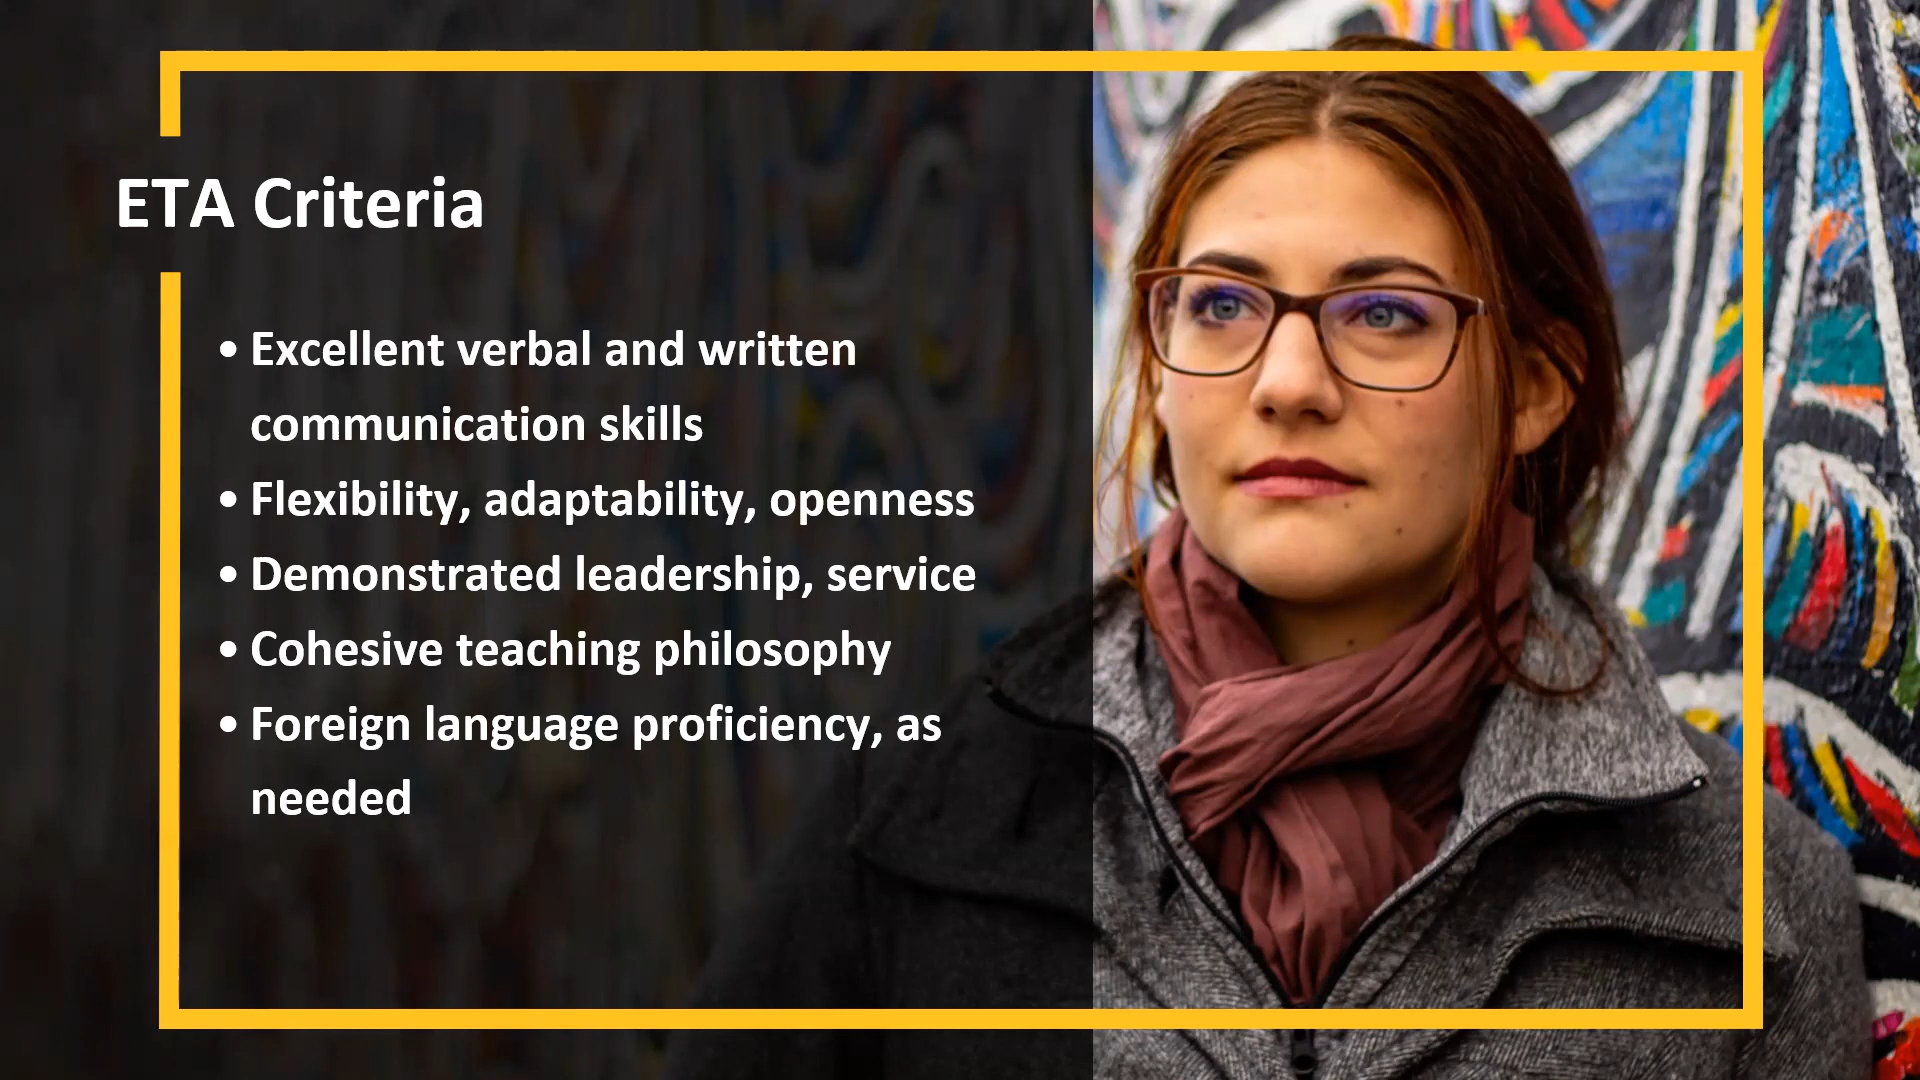 ETA Criteria
• Excellent verbal and written
communication skills
• Flexibility, adaptability, openness
• Demonstrated leadership, service
• Cohesive teaching philosophy
• Foreign language proficiency, as
needed